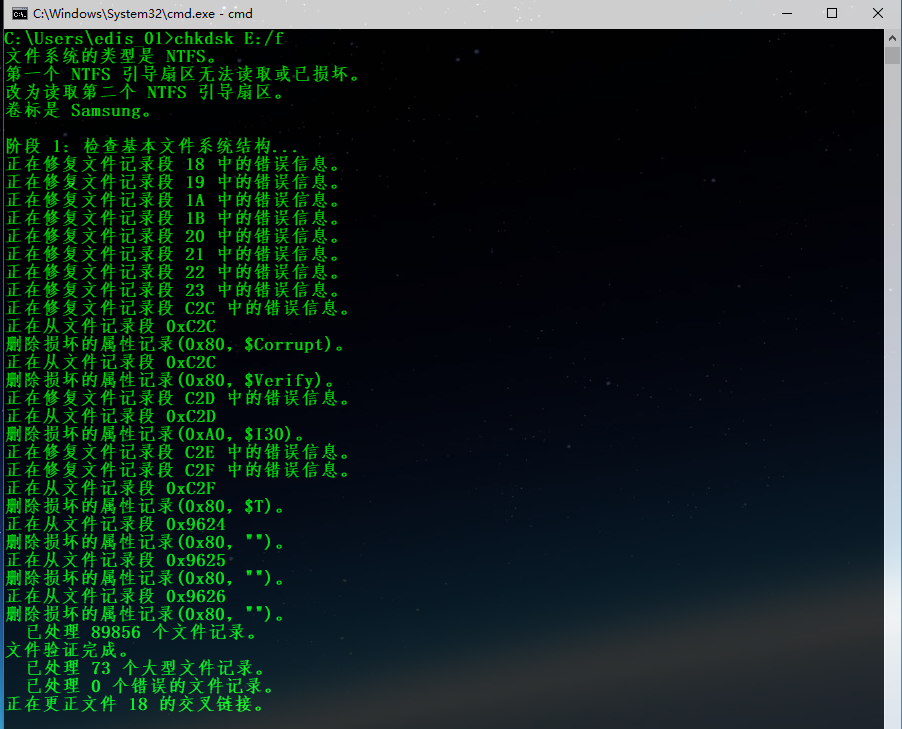 C:\Windows\System32\cmd.exe - cmd
C:\Users\edis_01>chkdsk E:/f
文件系统的类型是 NTFS。
第一个 NTFS 引导扇区无法读取或已损坏。
改为读取第二个 NTFS 引导扇区。
卷标是 Samsung。
阶段 1: 检查基本文件系统结构...
正在修复文件记录段 18 中的错误信息。
正在修复文件记录段 19 中的错误信息。
正在修复文件记录段 1A 中的错误信息。
正在修复文件记录段 1B 中的错误信息。
正在修复文件记录段 20 中的错误信息。
正在修复文件记录段 21 中的错误信息。
正在修复文件记录段 22 中的错误信息。
正在修复文件记录段 23 中的错误信息。
正在修复文件记录段 C2C 中的错误信息。
正在从文件记录段 0xC2C
删除损坏的属性记录(0x80, $Corrupt)。
正在从文件记录段 0xC2C
删除损坏的属性记录(0x80, $Verify)。
正在修复文件记录段 C2D 中的错误信息。
正在从文件记录段 0xC2D
删除损坏的属性记录(0xA0, $I30)。
正在修复文件记录段 C2E 中的错误信息。
正在修复文件记录段 C2F 中的错误信息。
正在从文件记录段 0xC2F
删除损坏的属性记录(0x80, $T)。
正在从文件记录段 0x9624
删除损坏的属性记录(0x80, "")。
正在从文件记录段 0x9625
删除损坏的属性记录(0x80, "")。
正在从文件记录段 0x9626
删除损坏的属性记录(0x80, "")。
已处理 89856 个文件记录。
文件验证完成。
已处理 73 个大型文件记录。
已处理 0 个错误的文件记录。
正在更正文件 18 的交叉链接。